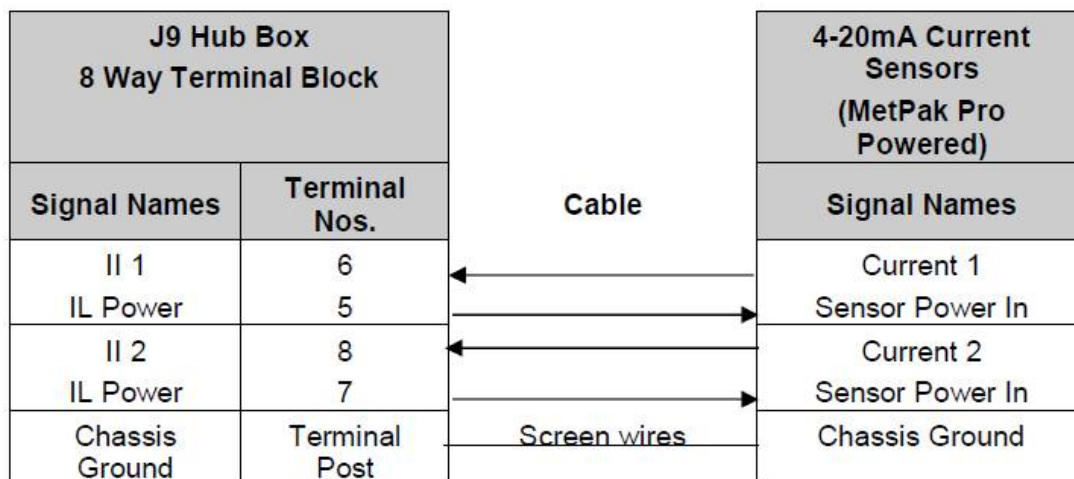 J9 Hub Box
8 Way Terminal Block
4-20mA Current
Sensors
(MetPak Pro
Powered)
Signal Names Terminal Nos. Cable Signal Names
II 1 6 Current 1
IL Power 5 Sensor Power In
II 2 8 Current 2
IL Power 7 Sensor Power In
Chassis Ground Terminal Post Screen wires Chassis Ground